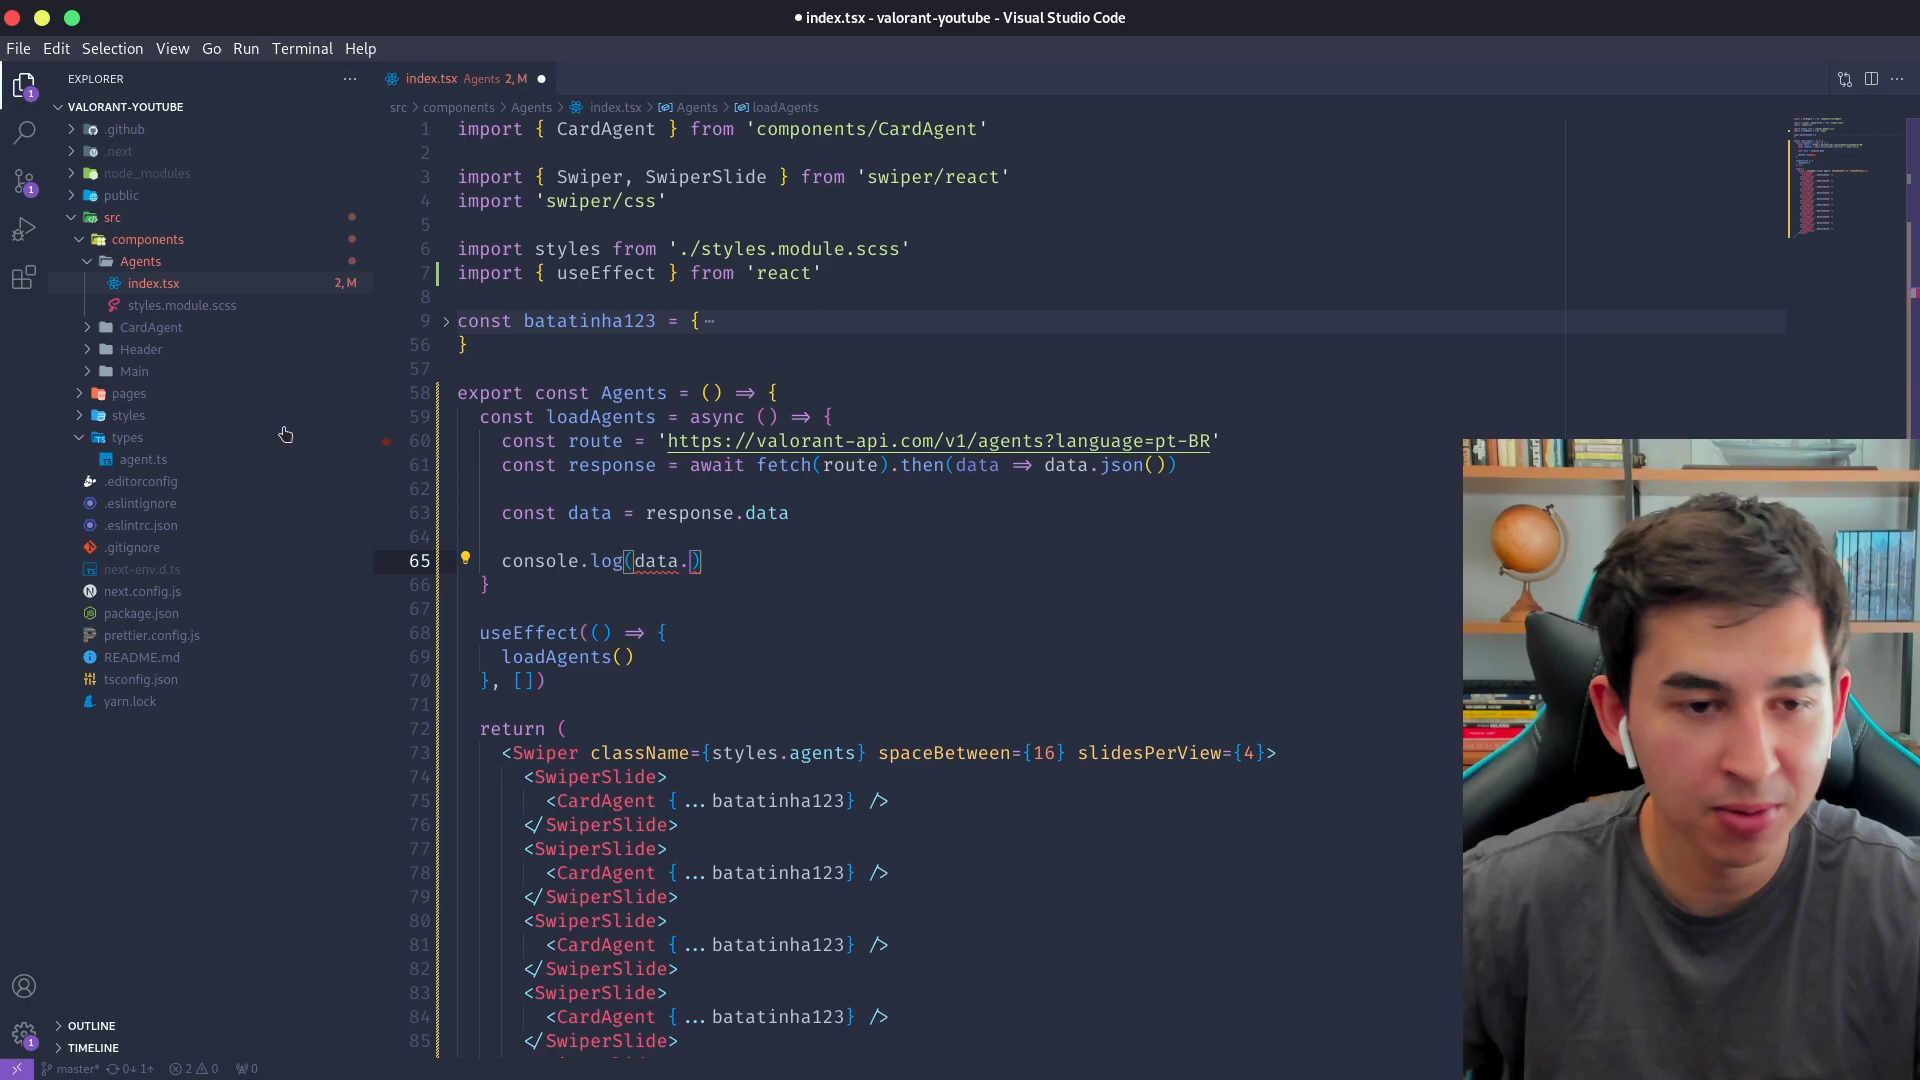 index.tsx - valorant-youtube - Visual Studio Code
File Edit Selection View Go Run Terminal Help
EXPLORER
index.tsx Agents 2, M
VALORANT-YOUTUBE
src > components > Agents > index.tsx > Agents > loadAgents
.github
.next
node_modules
public
src
components
Agents
index.tsx 2, M
styles.module.scss
CardAgent
Header
Main
pages
styles
types
agent.ts
.editorconfig
.eslintignore
.eslintrc.json
.gitignore
next-env.d.ts
next.config.js
package.json
prettier.config.js
README.md
tsconfig.json
yarn.lock
OUTLINE
TIMELINE
1
1
1
1 import { CardAgent } from 'components/CardAgent'
2
3 import { Swiper, SwiperSlide } from 'swiper/react'
4 import 'swiper/css'
5
6 import styles from './styles.module.scss'
7 import { useEffect } from 'react'
8
9 const batatinha123 = { ⋯
56 }
57
58 export const Agents = () => {
59 const loadAgents = async () => {
60 const route = 'https://valorant-api.com/v1/agents?language=pt-BR'
61 const response = await fetch(route).then(data => data.json())
62
63 const data = response.data
64
65 console.log(data.)
66 }
67
68 useEffect(() => {
69 loadAgents()
70 }, [])
71
72 return (
73 <Swiper className={styles.agents} spaceBetween={16} slidesPerView={4}>
74 <SwiperSlide>
75 <CardAgent {...batatinha123} />
76 </SwiperSlide>
77 <SwiperSlide>
78 <CardAgent {...batatinha123} />
79 </SwiperSlide>
80 <SwiperSlide>
81 <CardAgent {...batatinha123} />
82 </SwiperSlide>
83 <SwiperSlide>
84 <CardAgent {...batatinha123} />
85 </SwiperSlide>
master* 0↓ 1↑ 2 0 0